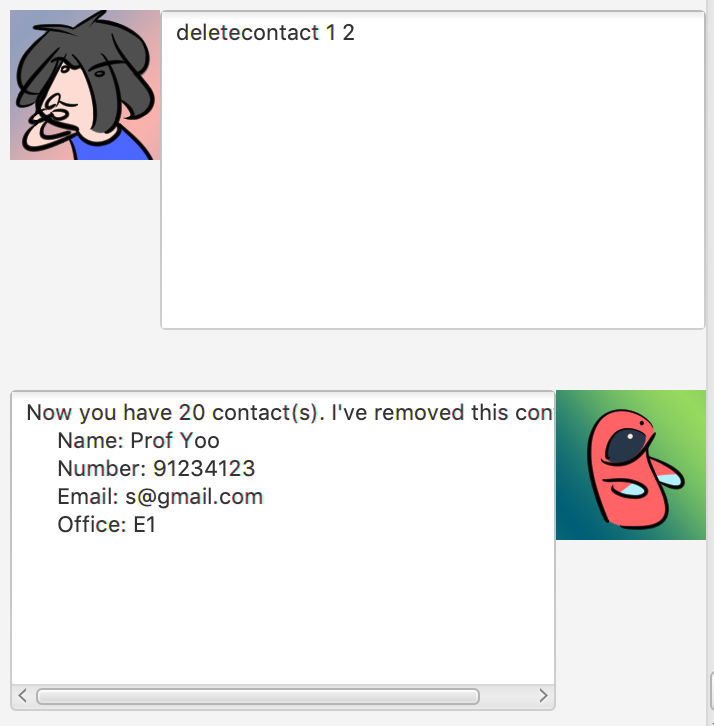 deletecontact 1 2
Now you have 20 contact(s). I've removed this
Name: Prof Yoo
Number: 91234123
Email: s@gmail.com
Office: E1